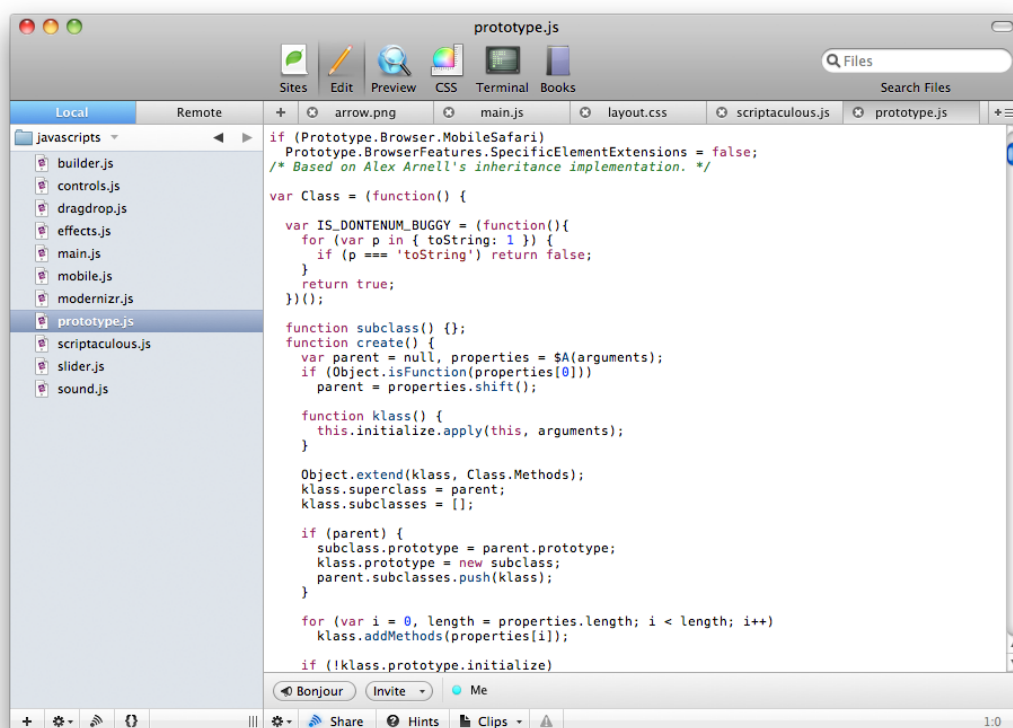 prototype.js
Sites Edit Preview CSS Terminal Books
Files
Search Files
Local Remote
+ arrow.png main.js layout.css scriptaculous.js prototype.js +
javascripts
builder.js
controls.js
dragdrop.js
effects.js
main.js
mobile.js
modernizr.js
prototype.js
scriptaculous.js
slider.js
sound.js
if (Prototype.Browser.MobileSafari)
  Prototype.BrowserFeatures.SpecificElementExtensions = false;
/* Based on Alex Arnell's inheritance implementation. */

var Class = (function() {

  var IS_DONTENUM_BUGGY = (function(){
    for (var p in { toString: 1 }) {
      if (p === 'toString') return false;
    }
    return true;
  })();

  function subclass() {};
  function create() {
    var parent = null, properties = $A(arguments);
    if (Object.isFunction(properties[0]))
      parent = properties.shift();

    function klass() {
      this.initialize.apply(this, arguments);
    }

    Object.extend(klass, Class.Methods);
    klass.superclass = parent;
    klass.subclasses = [];

    if (parent) {
      subclass.prototype = parent.prototype;
      klass.prototype = new subclass;
      parent.subclasses.push(klass);
    }

    for (var i = 0, length = properties.length; i < length; i++)
      klass.addMethods(properties[i]);

    if (!klass.prototype.initialize)
Bonjour Invite Me
+ {} Share Hints Clips 1:0